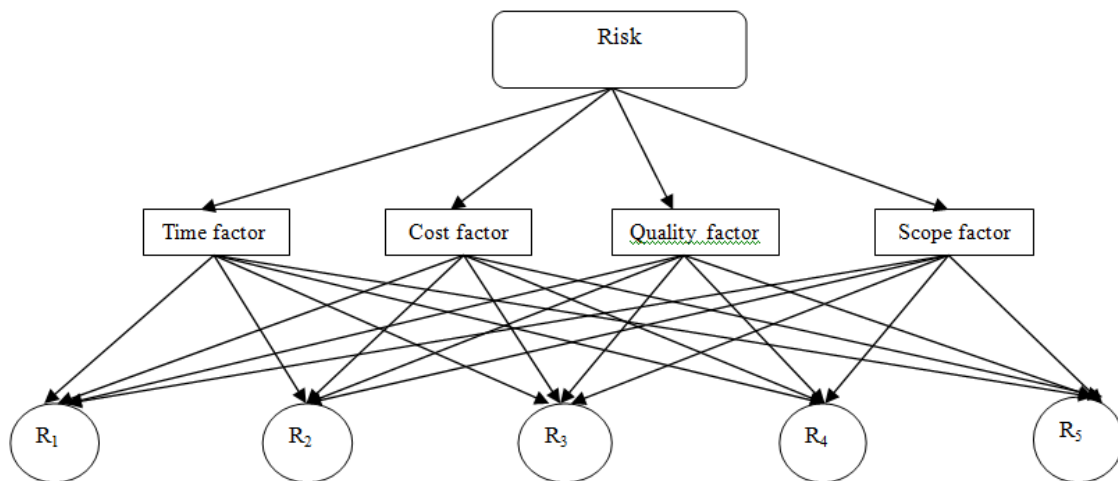 Risk
Time factor
Cost factor
Quality factor
Scope factor
R₁
R₂
R₃
R₄
R₅